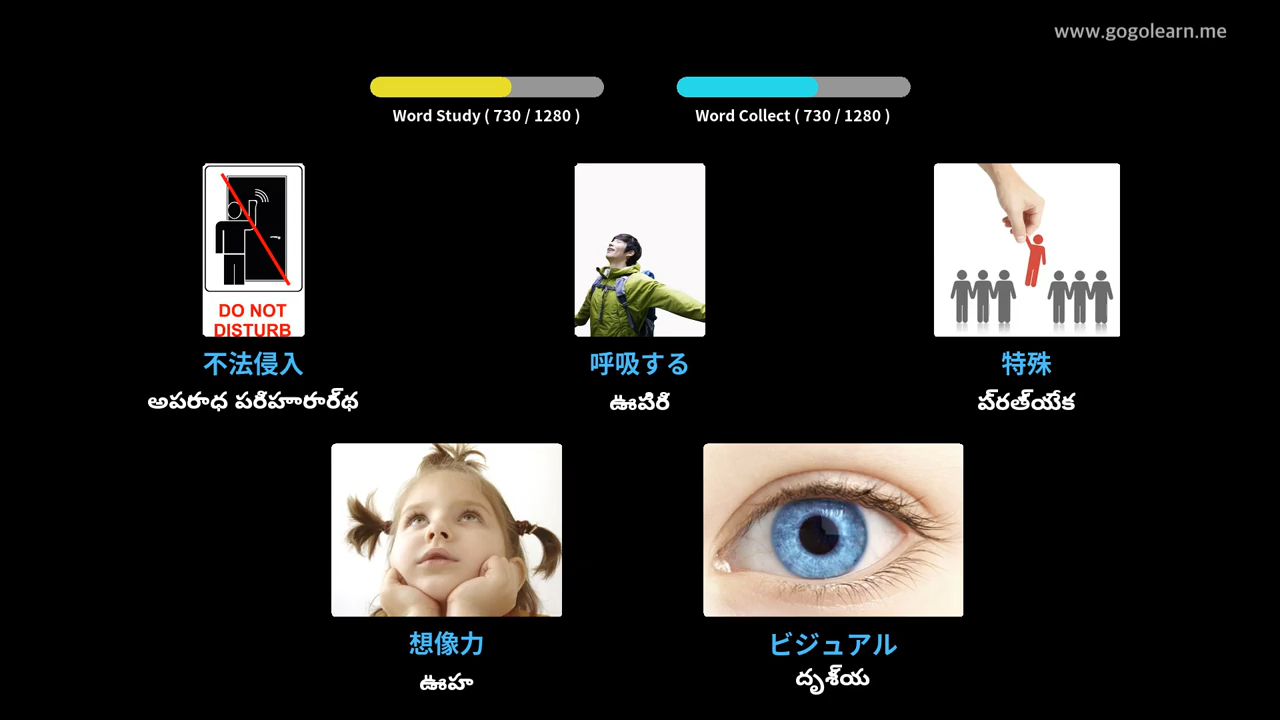 www.gogolearn.me
Word Study ( 730 / 1280 )
Word Collect ( 730 / 1280 )
DO NOT
DISTURB
不法侵入
呼吸する
特殊
అపరాధ పరిహారార్థ
ఊపిరి
ప్రత్యేక
想像力
ビジュアル
ఊహ
దృశ్య